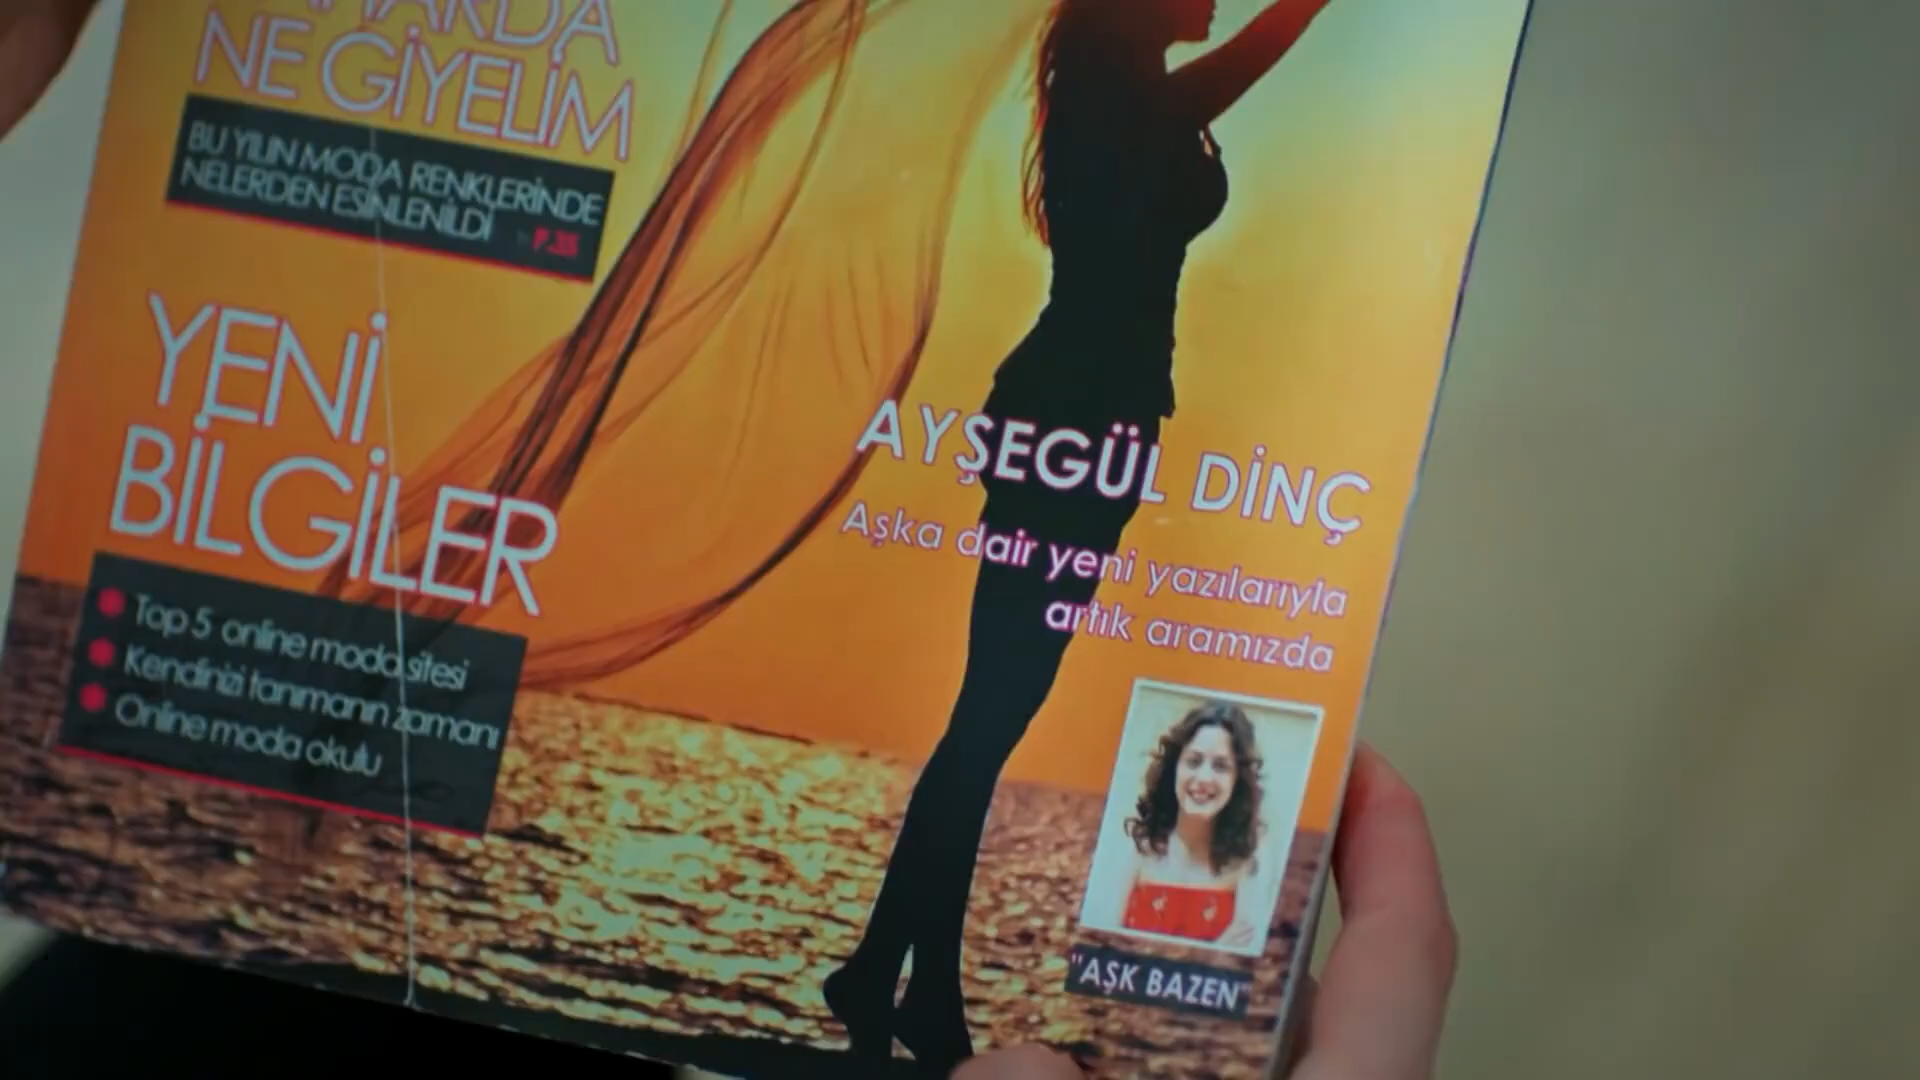 NE GİYELİM
BU YILIN MODA RENKLERİNDE
NELERDEN ESİNLENİLDİ
YENİ
BİLGİLER
Top 5 online moda sitesi
Kendinizi tanımanın zamanı
Online moda okulu
AYŞEGÜL DİNÇ
Aşka dair yeni yazılarıyla
artık aramızda
"AŞK BAZEN"